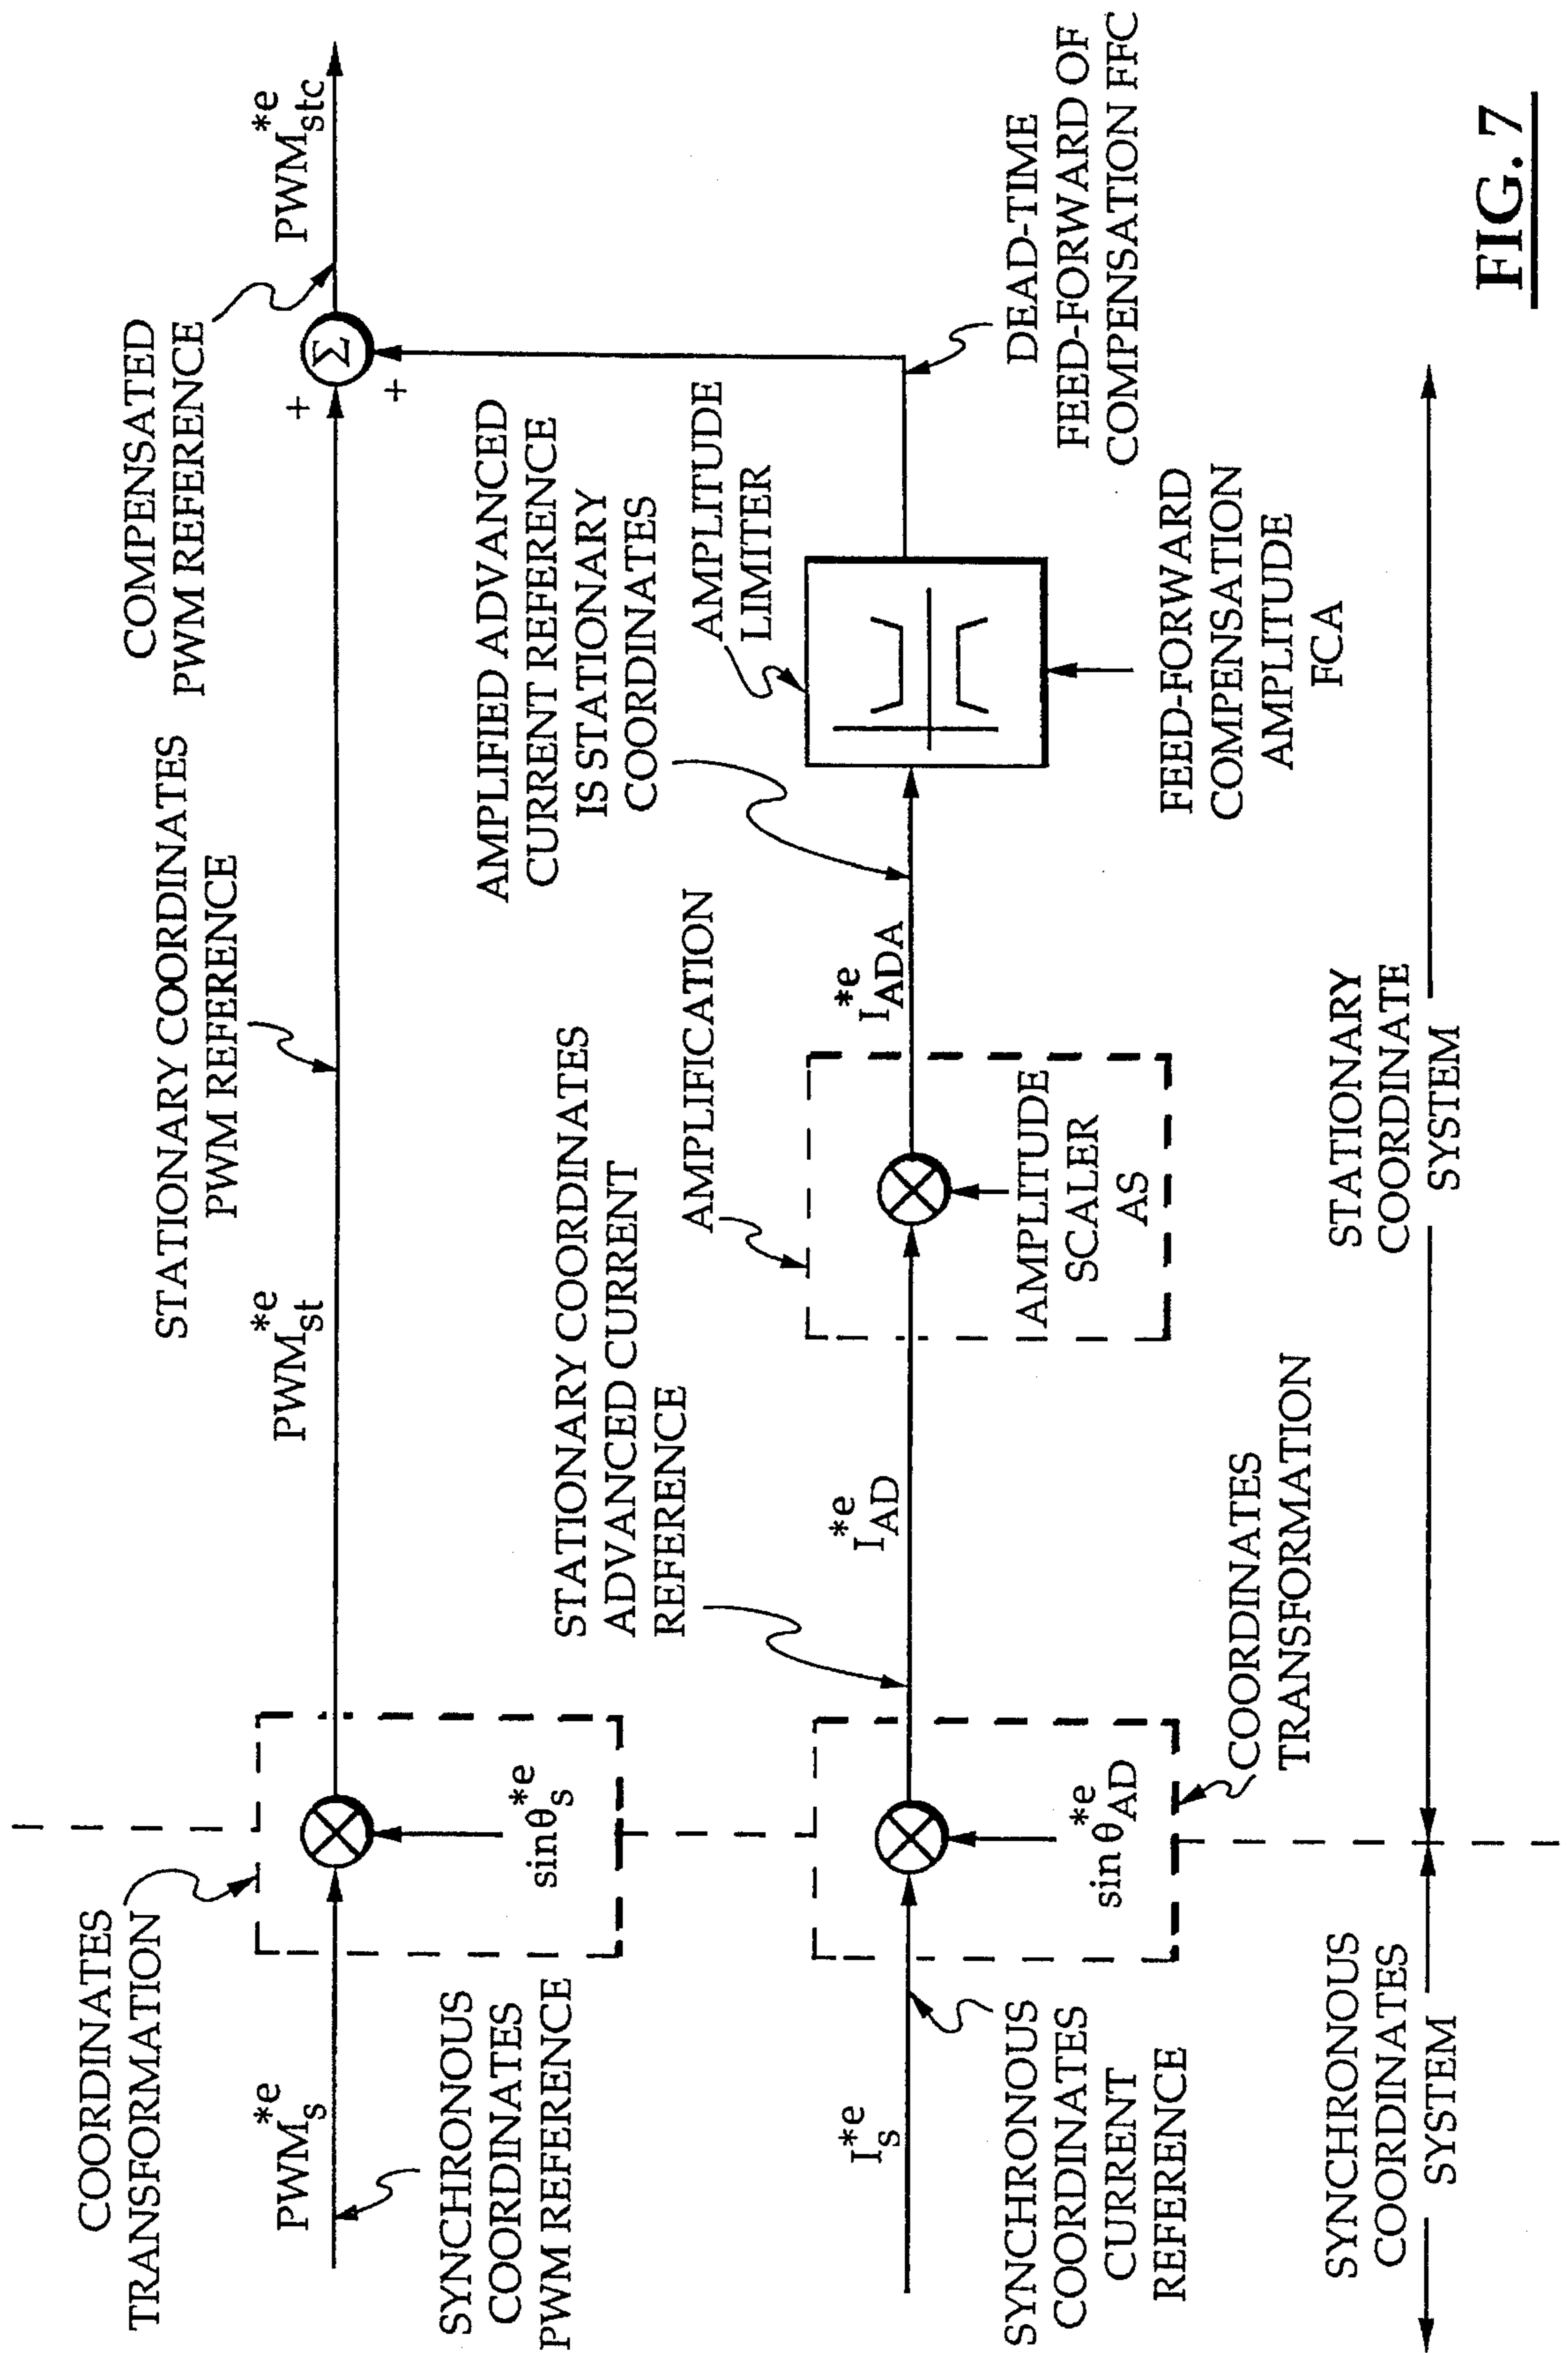 COORDINATES
TRANSFORMATION
PWM*e s
SYNCHRONOUS
COORDINATES
PWM REFERENCE
sinθ*e s
STATIONARY COORDINATES
PWM REFERENCE
PWM*e st
COMPENSATED
PWM REFERENCE
PWM*e stc
+
+
Σ
I*e s
SYNCHRONOUS
COORDINATES
CURRENT
REFERENCE
sin θ*e AD
COORDINATES
TRANSFORMATION
STATIONARY COORDINATES
ADVANCED CURRENT
REFERENCE
I*e AD
AMPLIFICATION
AMPLITUDE
SCALER
AS
I*e ADA
AMPLIFIED ADVANCED
CURRENT REFERENCE
IS STATIONARY
COORDINATES
AMPLITUDE
LIMITER
FEED-FORWARD
COMPENSATION
AMPLITUDE
FCA
DEAD-TIME
FEED-FORWARD OF
COMPENSATION FFC
SYNCHRONOUS
COORDINATES
SYSTEM
STATIONARY
COORDINATE
SYSTEM
FIG. 7